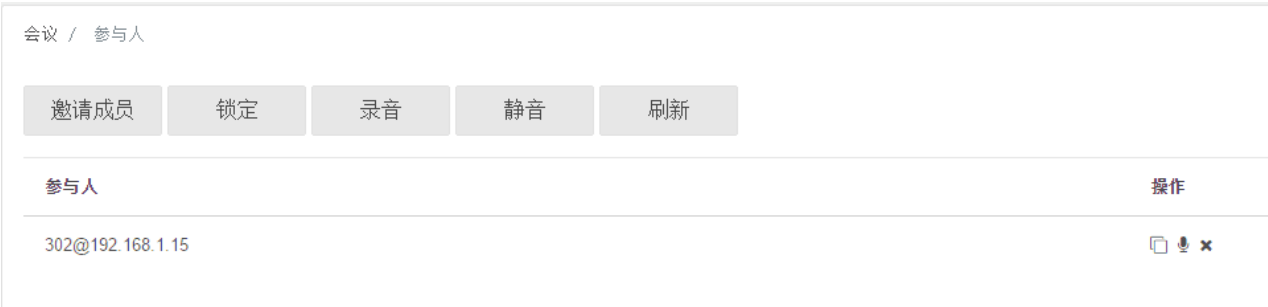 会议 / 参与人
邀请成员 锁定 录音 静音 刷新
参与人 操作
302@192.168.1.15